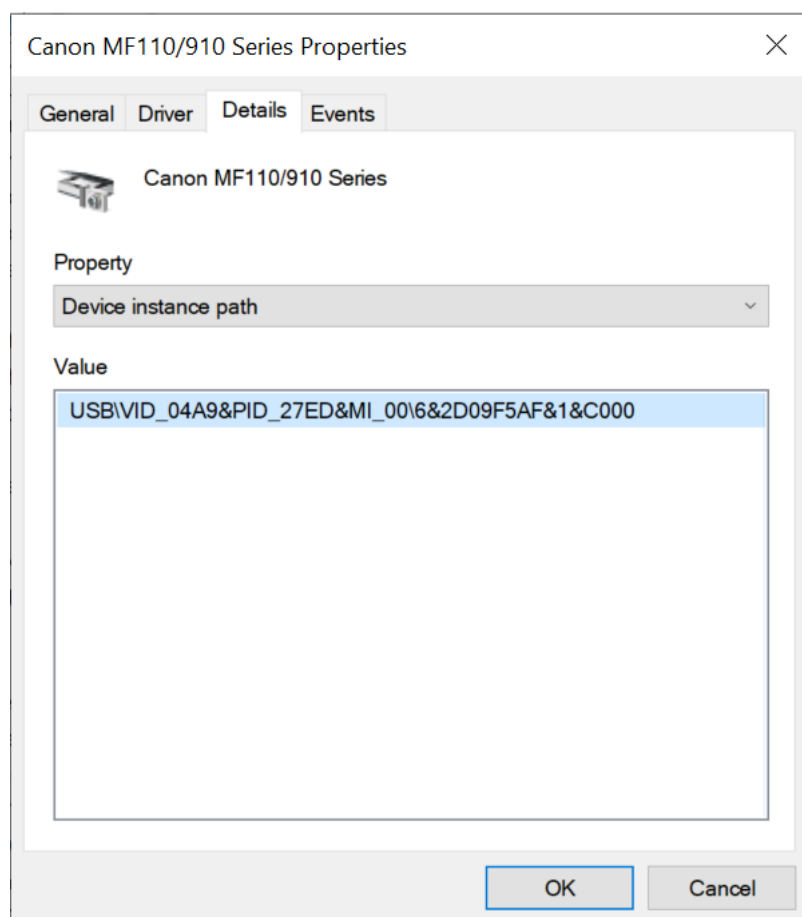 Canon MF110/910 Series Properties
General Driver Details Events
Canon MF110/910 Series
Property
Device instance path
Value
USB\VID_04A9&PID_27ED&MI_00\6&2D09F5AF&1&C000
OK Cancel